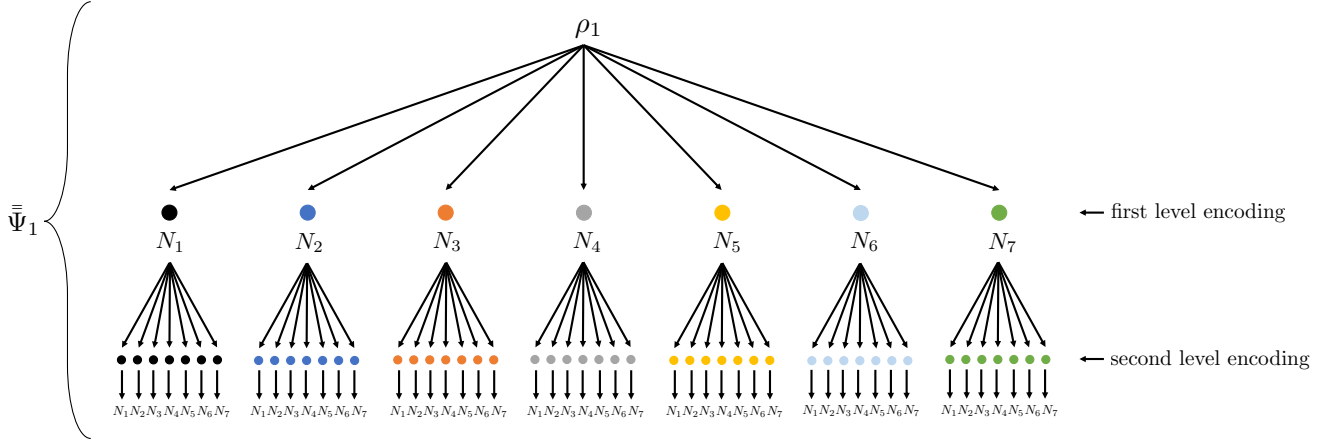 ρ₁
Ψ̿₁
first level encoding
N₁ N₂ N₃ N₄ N₅ N₆ N₇
second level encoding
N₁N₂N₃N₄N₅N₆N₇ N₁N₂N₃N₄N₅N₆N₇ N₁N₂N₃N₄N₅N₆N₇ N₁N₂N₃N₄N₅N₆N₇ N₁N₂N₃N₄N₅N₆N₇ N₁N₂N₃N₄N₅N₆N₇ N₁N₂N₃N₄N₅N₆N₇